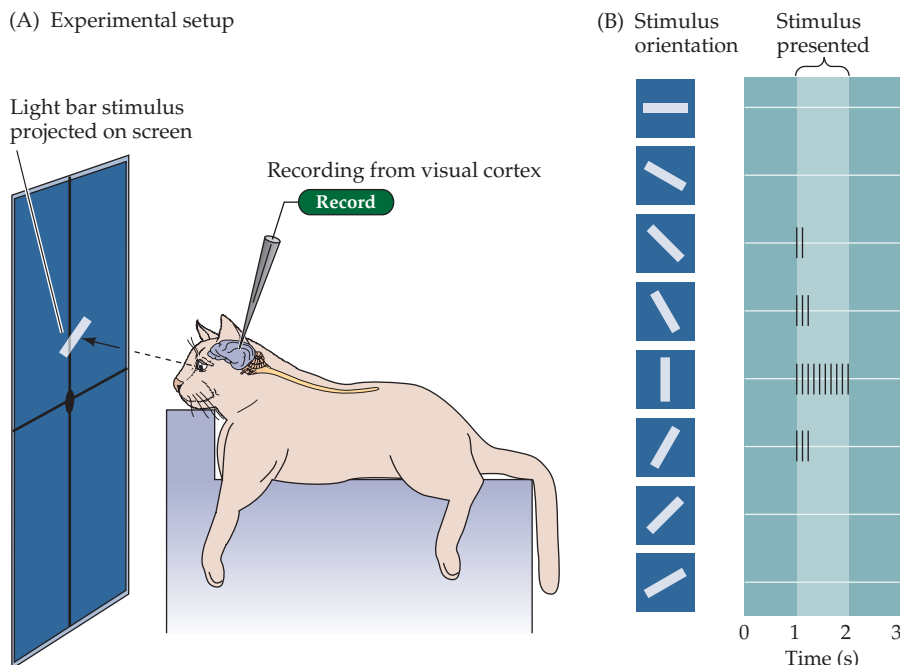 (A) Experimental setup
Light bar stimulus
projected on screen
Recording from visual cortex
Record
(B) Stimulus
orientation
Stimulus
presented
0 1 2 3
Time (s)